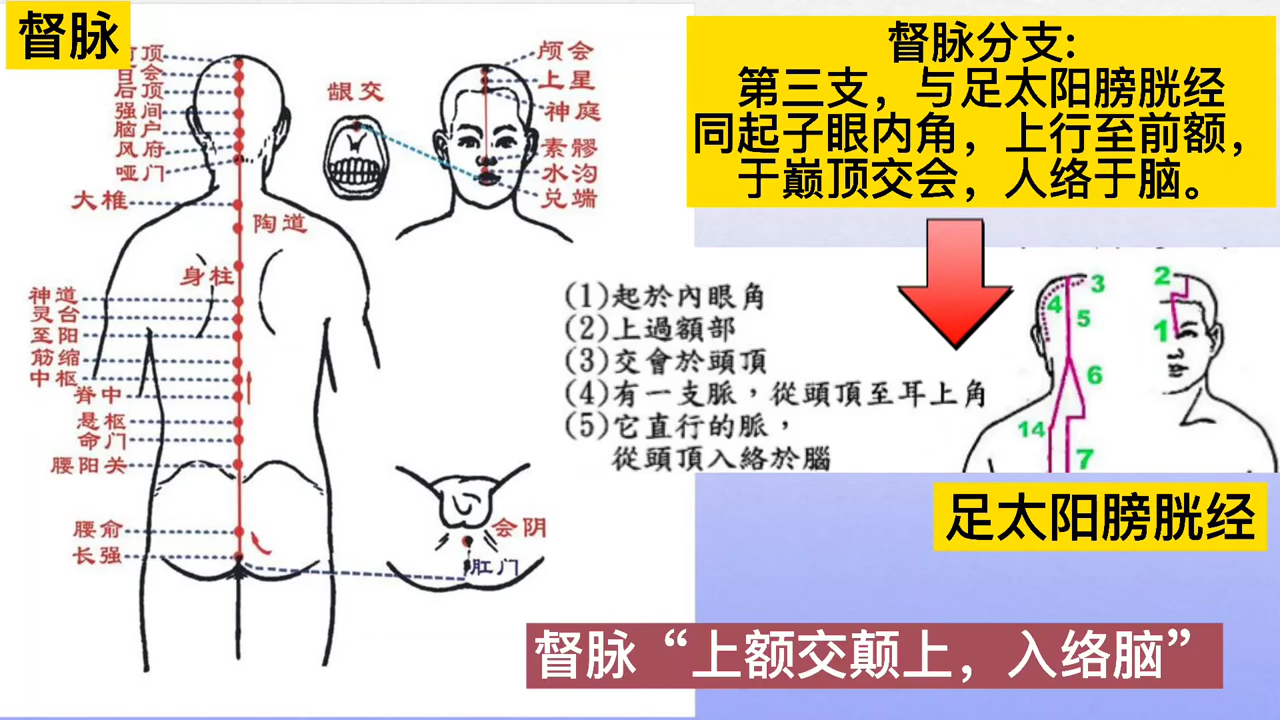 督脉
顶
会
后顶
强间
脑户
风府
哑门
大椎
陶道
身柱
神道
灵台
至阳
筋缩
中枢
脊中
悬枢
命门
腰阳关
腰俞
长强
龈交
颅会
上星
神庭
素髎
水沟
兑端
会阴
肛门
督脉分支:
第三支，与足太阳膀胱经
同起子眼内角，上行至前额，
于巅顶交会，人络于脑。
(1)起於內眼角
(2)上過額部
(3)交會於頭頂
(4)有一支脈，從頭頂至耳上角
(5)它直行的脈，
從頭頂入絡於腦
2
3
4
5
1
6
14
7
足太阳膀胱经
督脉“上额交颠上，入络脑”